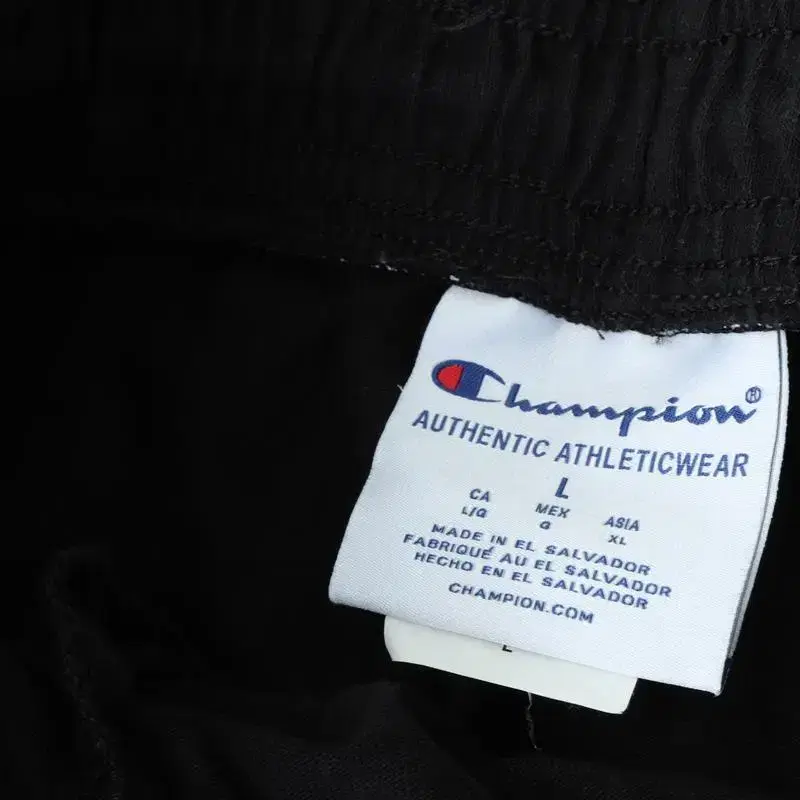 Champion®
AUTHENTIC ATHLETICWEAR
L
CA MEX ASIA
L/G G XL
MADE IN EL SALVADOR
FABRIQUÉ AU EL SALVADOR
HECHO EN EL SALVADOR
CHAMPION.COM
L